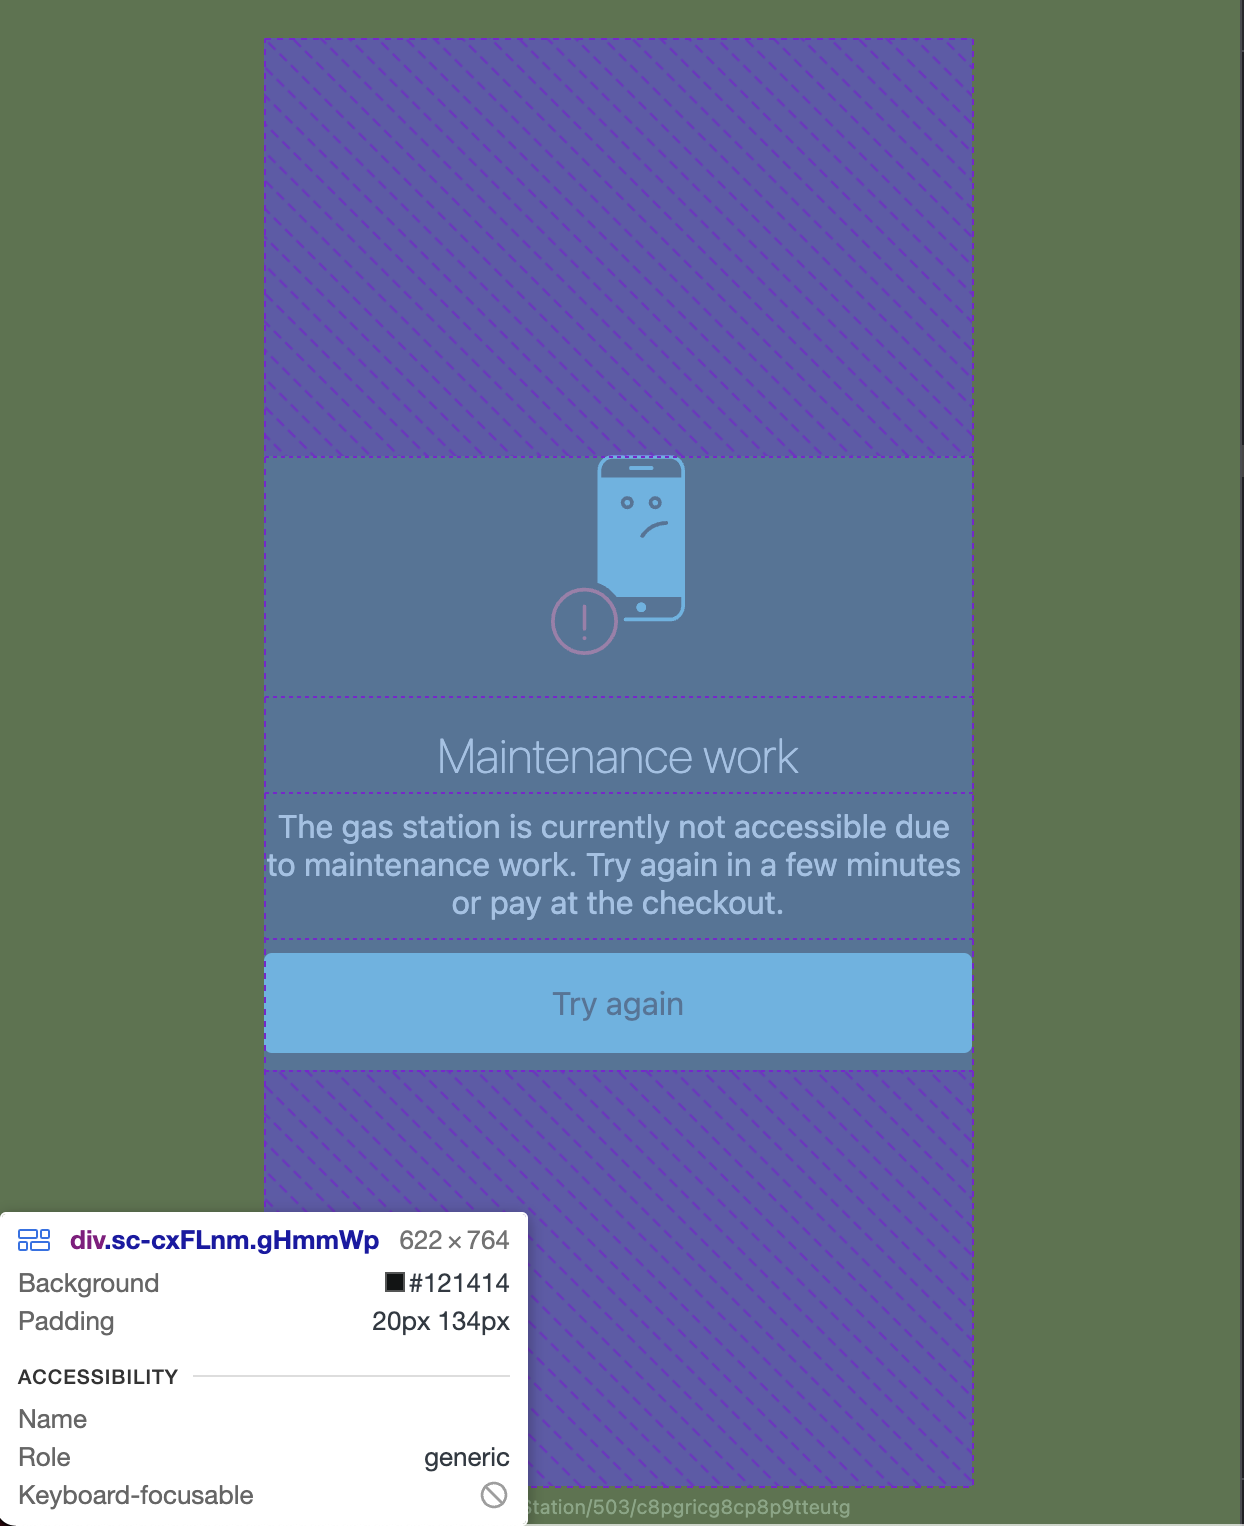 !
Maintenance work
The gas station is currently not accessible due
to maintenance work. Try again in a few minutes
or pay at the checkout.
Try again
div.sc-cxFLnm.gHmmWp 622 × 764
Background #121414
Padding 20px 134px
ACCESSIBILITY
Name
Role generic
Keyboard-focusable
Station/503/c8pgricg8cp8p9tteutg